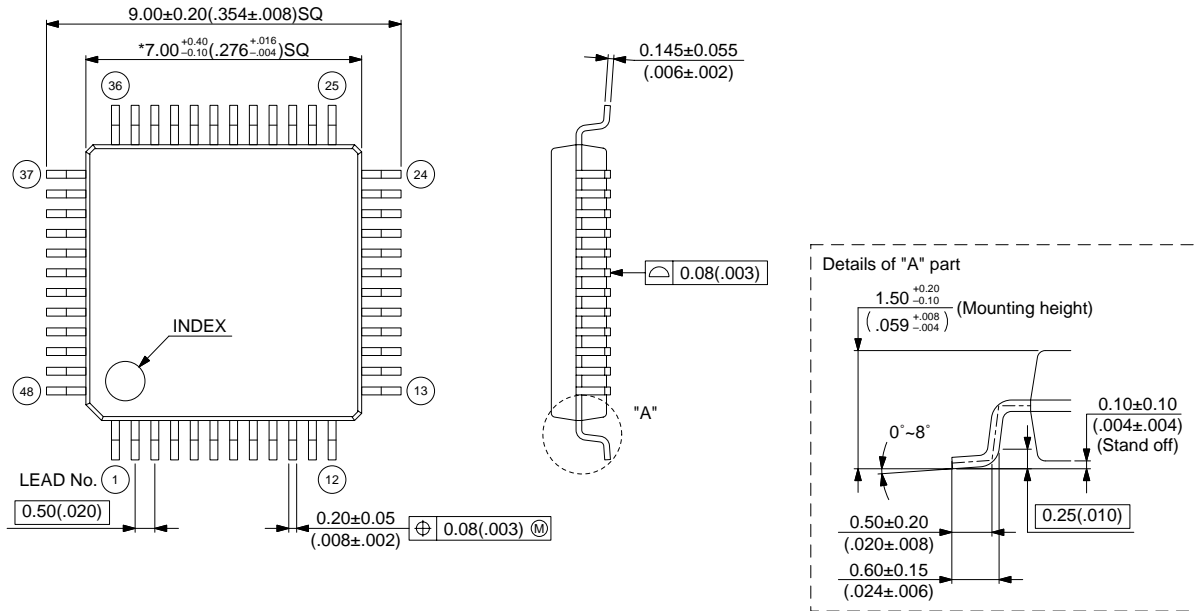 9.00±0.20(.354±.008)SQ
*7.00 +0.40 –0.10 (.276 +.016 –.004 )SQ
0.145±0.055
(.006±.002)
36
25
37
24
INDEX
48
13
LEAD No.
1
12
0.50(.020)
0.20±0.05
(.008±.002)
⌖ 0.08(.003) Ⓜ
⌓ 0.08(.003)
"A"
Details of "A" part
1.50 +0.20 –0.10 (Mounting height)
(.059 +.008 –.004 )
0.10±0.10
(.004±.004)
(Stand off)
0°~8°
0.25(.010)
0.50±0.20
(.020±.008)
0.60±0.15
(.024±.006)